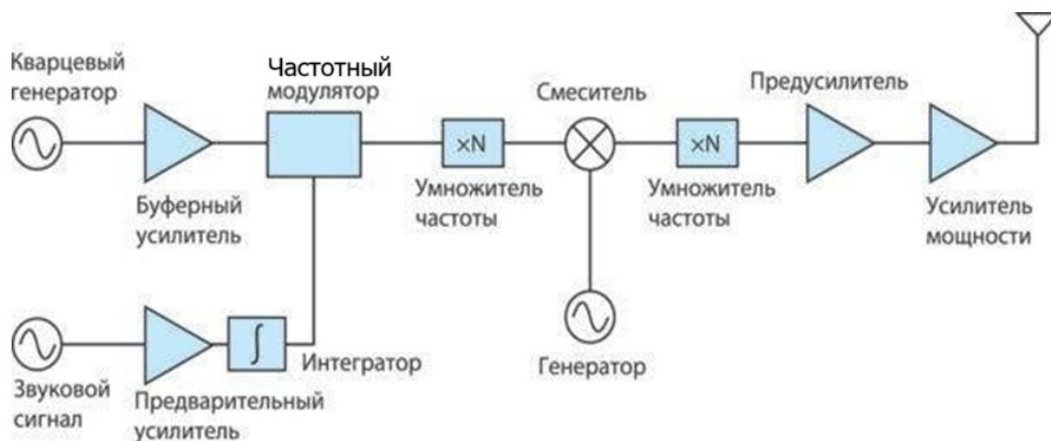 Кварцевый
генератор
Частотный
модулятор
Смеситель
Предусилитель
×N
×N
Буферный
усилитель
Умножитель
частоты
Умножитель
частоты
Усилитель
мощности
∫
Интегратор
Генератор
Звуковой
сигнал
Предварительный
усилитель